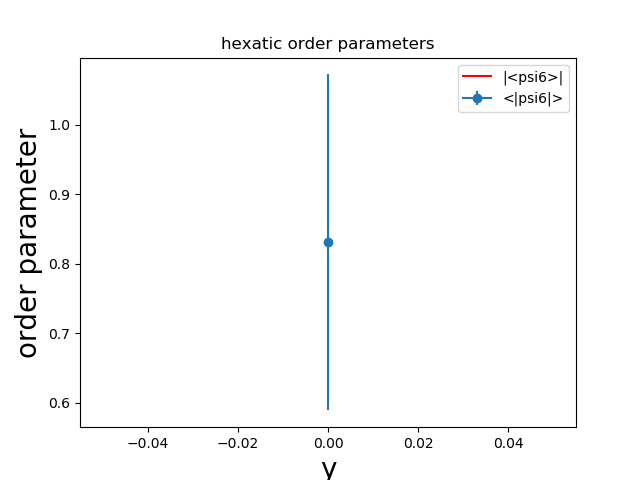 hexatic order parameters
|<psi6>|
<|psi6|>
order parameter
1.0
0.9
0.8
0.7
0.6
−0.04
−0.02
0.00
0.02
0.04
y